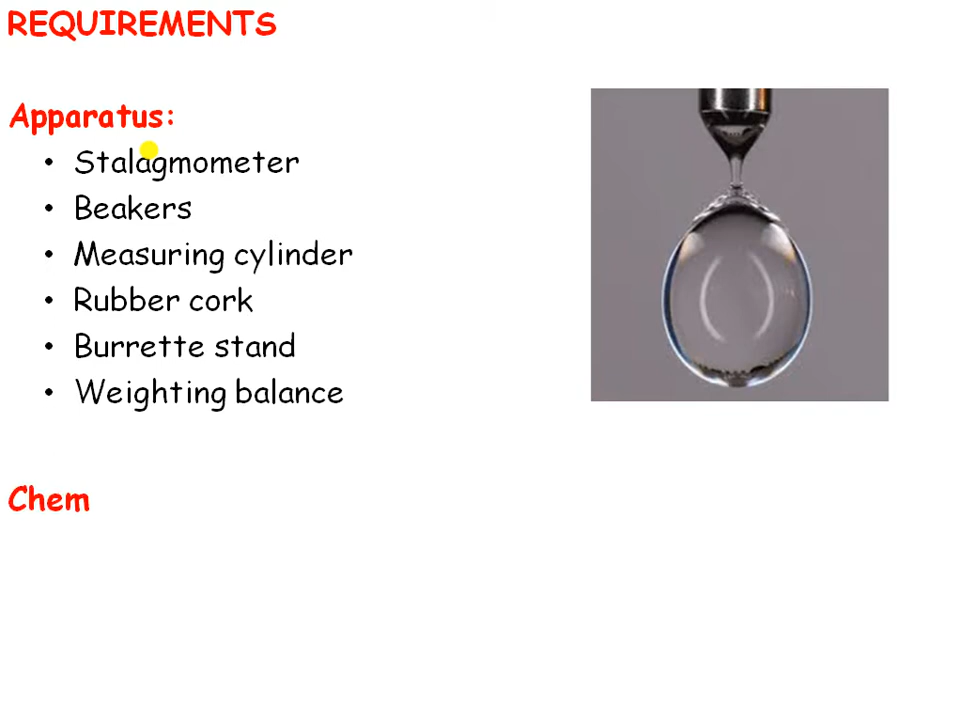 REQUIREMENTS
Apparatus:
• Stalagmometer
• Beakers
• Measuring cylinder
• Rubber cork
• Burrette stand
• Weighting balance
Chem